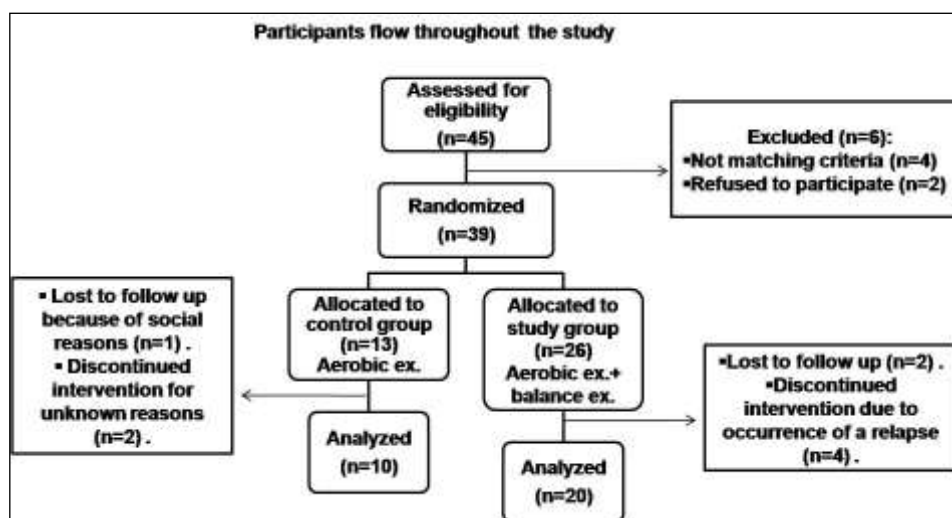 Participants flow throughout the study
Assessed for
eligibility
(n=45)
Excluded (n=6):
▪Not matching criteria (n=4)
▪Refused to participate (n=2)
Randomized
(n=39)
▪ Lost to follow up
because of social
reasons (n=1) .
▪ Discontinued
intervention for
unknown reasons
(n=2) .
Allocated to
control group
(n=13)
Aerobic ex.
Allocated to
study group
(n=26)
Aerobic ex.+
balance ex.
▪Lost to follow up (n=2) .
▪Discontinued
intervention due to
occurrence of a relapse
(n=4) .
Analyzed
(n=10)
Analyzed
(n=20)